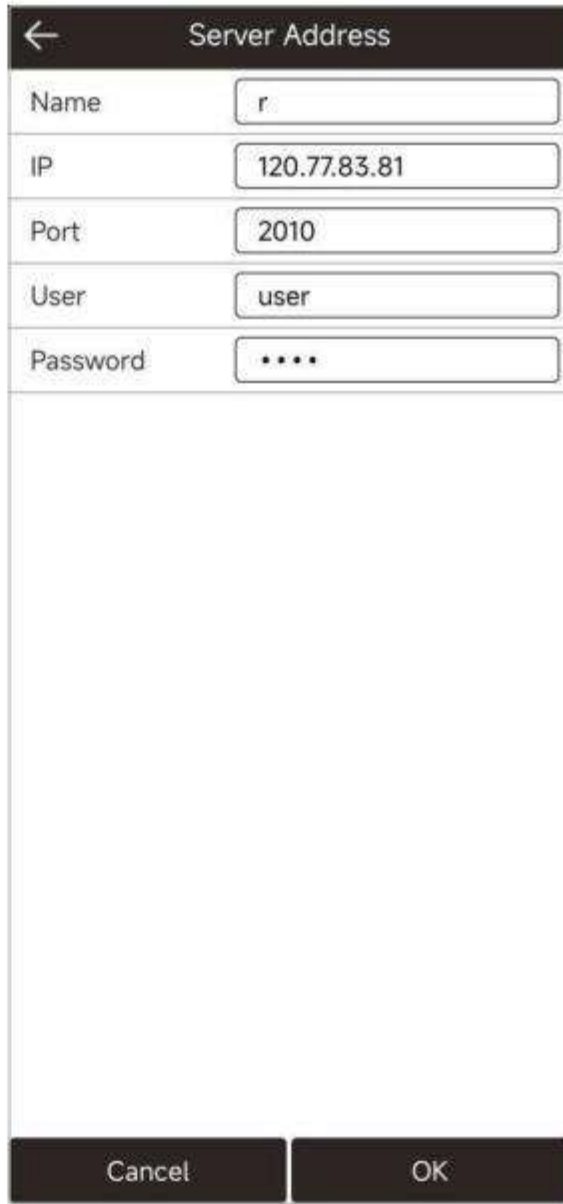 Server Address
Name r
IP 120.77.83.81
Port 2010
User user
Password ••••
Cancel OK